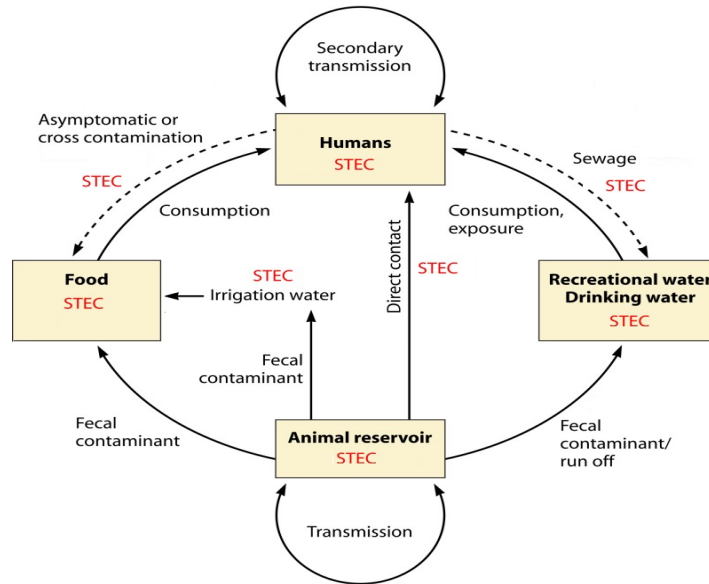 Secondary
transmission
Asymptomatic or
cross contamination
STEC
Humans
STEC
Sewage
STEC
Consumption
Consumption,
exposure
Direct contact
STEC
Food
STEC
STEC
Irrigation water
Recreational water
Drinking water
STEC
Fecal
contaminant
Fecal
contaminant
Animal reservoir
STEC
Fecal
contaminant/
run off
Transmission